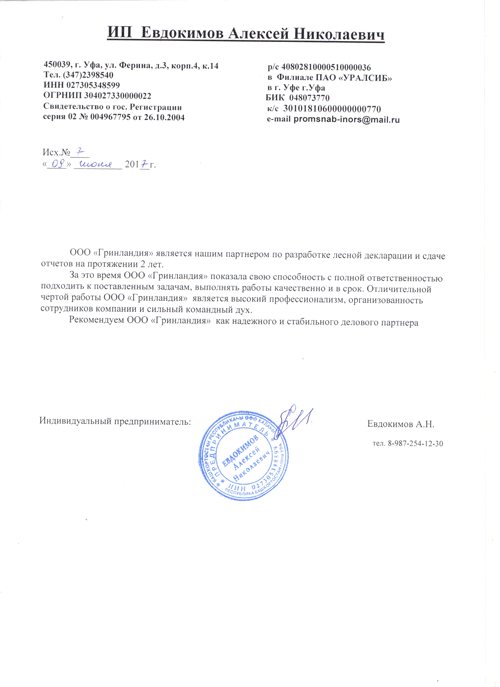 ИП Евдокимов Алексей Николаевич
450039, г. Уфа, ул. Ферина, д.3, корп.4, к.14
Тел. (347)2398540
ИНН 027305348599
ОГРНИП 304027330000022
Свидетельство о гос. Регистрации
серия 02 № 004967795 от 26.10.2004
р/с 40802810000510000036
в Филиале ПАО «УРАЛСИБ»
в г. Уфе г.Уфа
БИК 048073770
к/с 30101810600000000770
e-mail promsnab-inors@mail.ru
Исх.№ 2
« 09 » июня 2017г.
ООО «Гринландия» является нашим партнером по разработке лесной декларации и сдаче
отчетов на протяжении 2 лет.
За это время ООО «Гринландия» показала свою способность с полной ответственностью
подходить к поставленным задачам, выполнять работы качественно и в срок. Отличительной
чертой работы ООО «Гринландия» является высокий профессионализм, организованность
сотрудников компании и сильный командный дух.
Рекомендуем ООО «Гринландия» как надежного и стабильного делового партнера
Индивидуальный предприниматель:
Евдокимов А.Н.
тел. 8-987-254-12-30
ПРЕДПРИНИМАТЕЛЬ
ЕВДОКИМОВ
Алексей
Николаевич